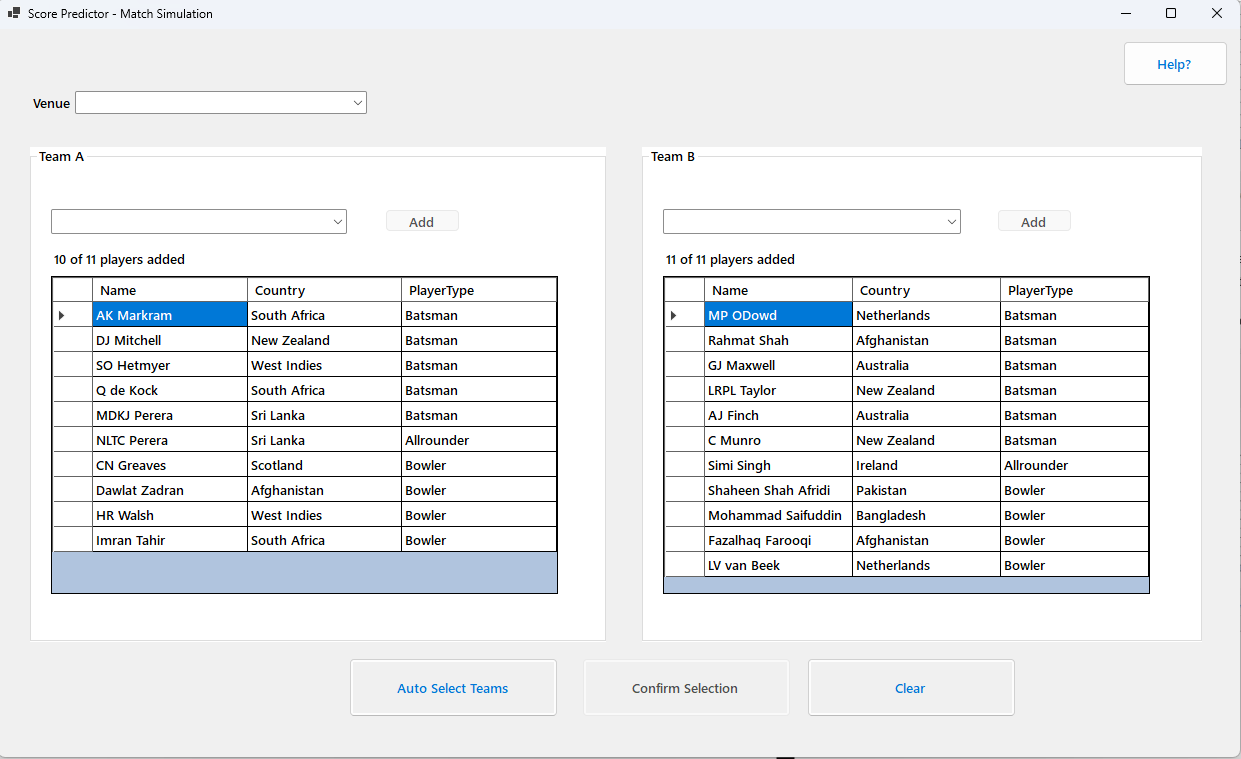 Score Predictor - Match Simulation
Help?
Venue
Team A
Add
10 of 11 players added
Name Country PlayerType
AK Markram South Africa Batsman
DJ Mitchell New Zealand Batsman
SO Hetmyer West Indies Batsman
Q de Kock South Africa Batsman
MDKJ Perera Sri Lanka Batsman
NLTC Perera Sri Lanka Allrounder
CN Greaves Scotland Bowler
Dawlat Zadran Afghanistan Bowler
HR Walsh West Indies Bowler
Imran Tahir South Africa Bowler
Team B
Add
11 of 11 players added
Name Country PlayerType
MP ODowd Netherlands Batsman
Rahmat Shah Afghanistan Batsman
GJ Maxwell Australia Batsman
LRPL Taylor New Zealand Batsman
AJ Finch Australia Batsman
C Munro New Zealand Batsman
Simi Singh Ireland Allrounder
Shaheen Shah Afridi Pakistan Bowler
Mohammad Saifuddin Bangladesh Bowler
Fazalhaq Farooqi Afghanistan Bowler
LV van Beek Netherlands Bowler
Auto Select Teams
Confirm Selection
Clear